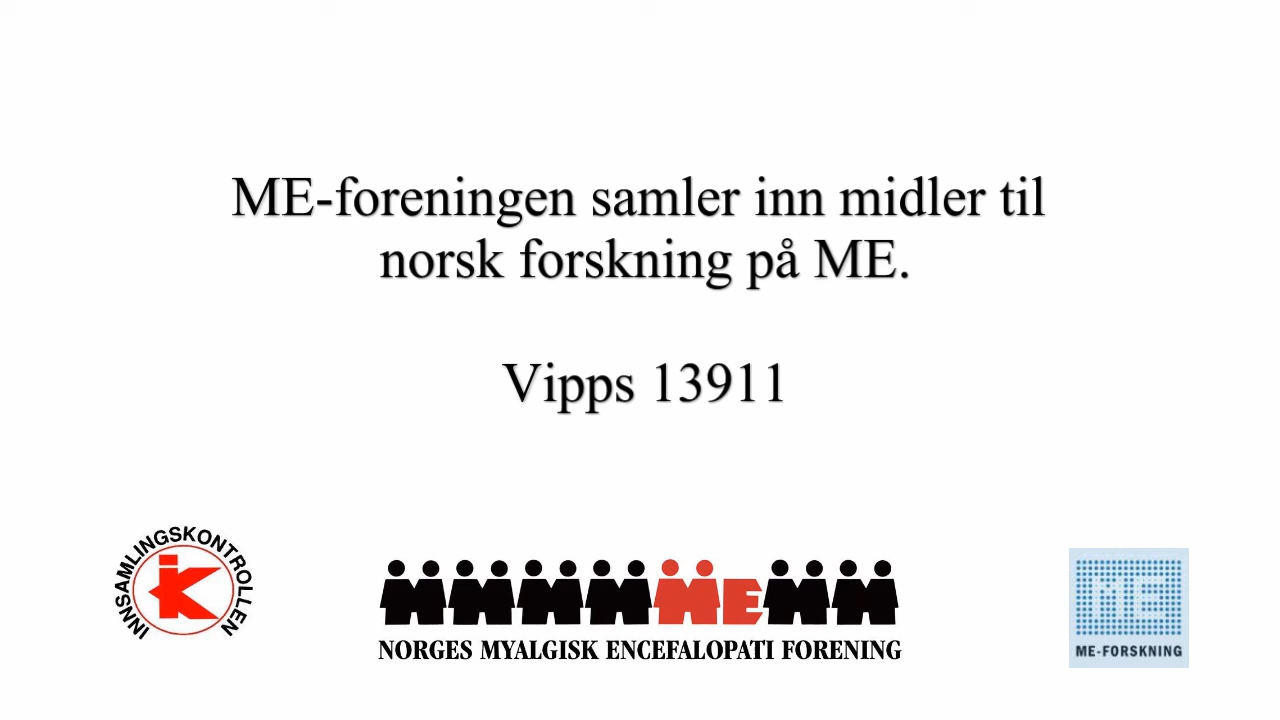 ME-foreningen samler inn midler til
norsk forskning på ME.
Vipps 13911
INNSAMLINGSKONTROLLEN
iK
ME
NORGES MYALGISK ENCEFALOPATI FORENING
ME
ME-FORSKNING